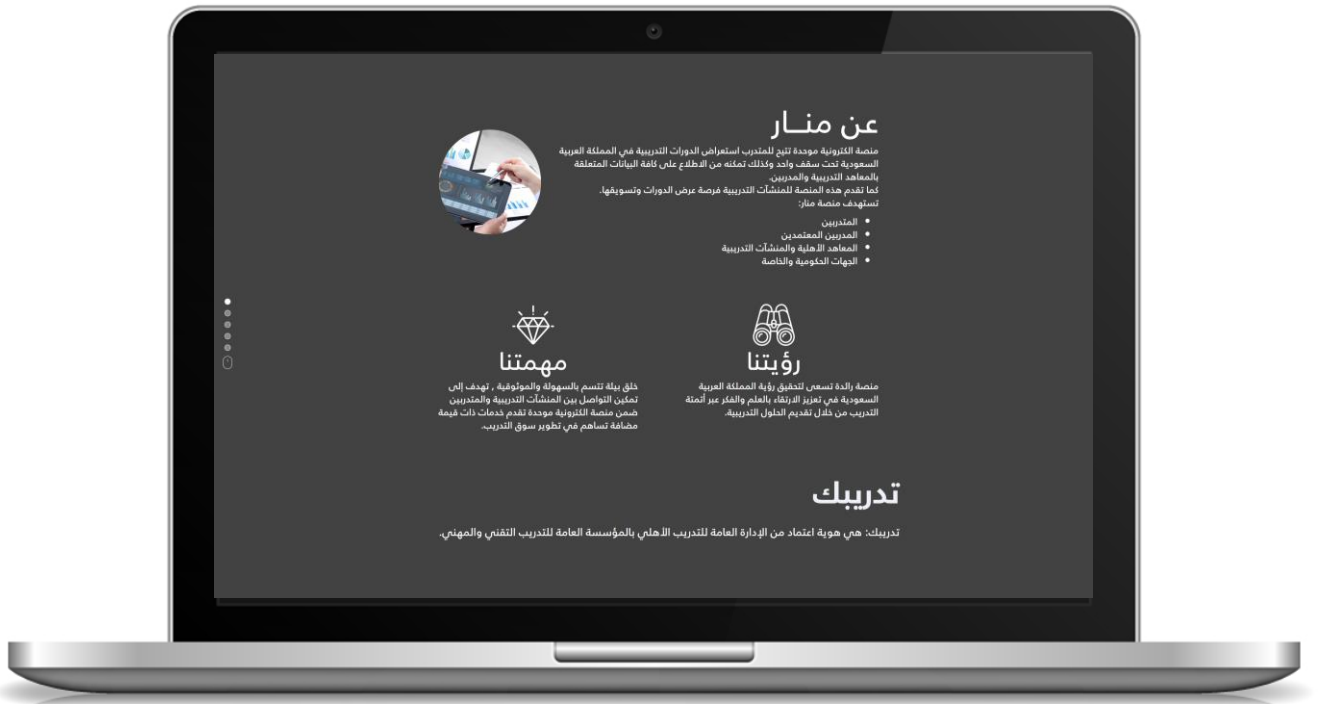 عن منــار
منصة الكترونية موحدة تتيح للمتدرب استعراض الدورات التدريبية في المملكة العربية
السعودية تحت سقف واحد وكذلك تمكنه من الاطلاع على كافة البيانات المتعلقة
بالمعاهد التدريبية والمدربين.
كما تقدم هذه المنصة للمنشآت التدريبية فرصة عرض الدورات وتسويقها.
تستهدف منصة منار:
• المتدربين
• المدربين المعتمدين
• المعاهد الأهلية والمنشآت التدريبية
• الجهات الحكومية والخاصة
رؤيتنا
منصة رائدة تسعى لتحقيق رؤية المملكة العربية
السعودية في تعزيز الارتقاء بالعلم والفكر عبر أتمتة
التدريب من خلال تقديم الحلول التدريبية.
مهمتنا
خلق بيئة تتسم بالسهولة والموثوقية , تهدف إلى
تمكين التواصل بين المنشآت التدريبية والمتدربين
ضمن منصة الكترونية موحدة تقدم خدمات ذات قيمة
مضافة تساهم في تطوير سوق التدريب.
تدريبك
تدريبك: هي هوية اعتماد من الإدارة العامة للتدريب الأهلي بالمؤسسة العامة للتدريب التقني والمهني.